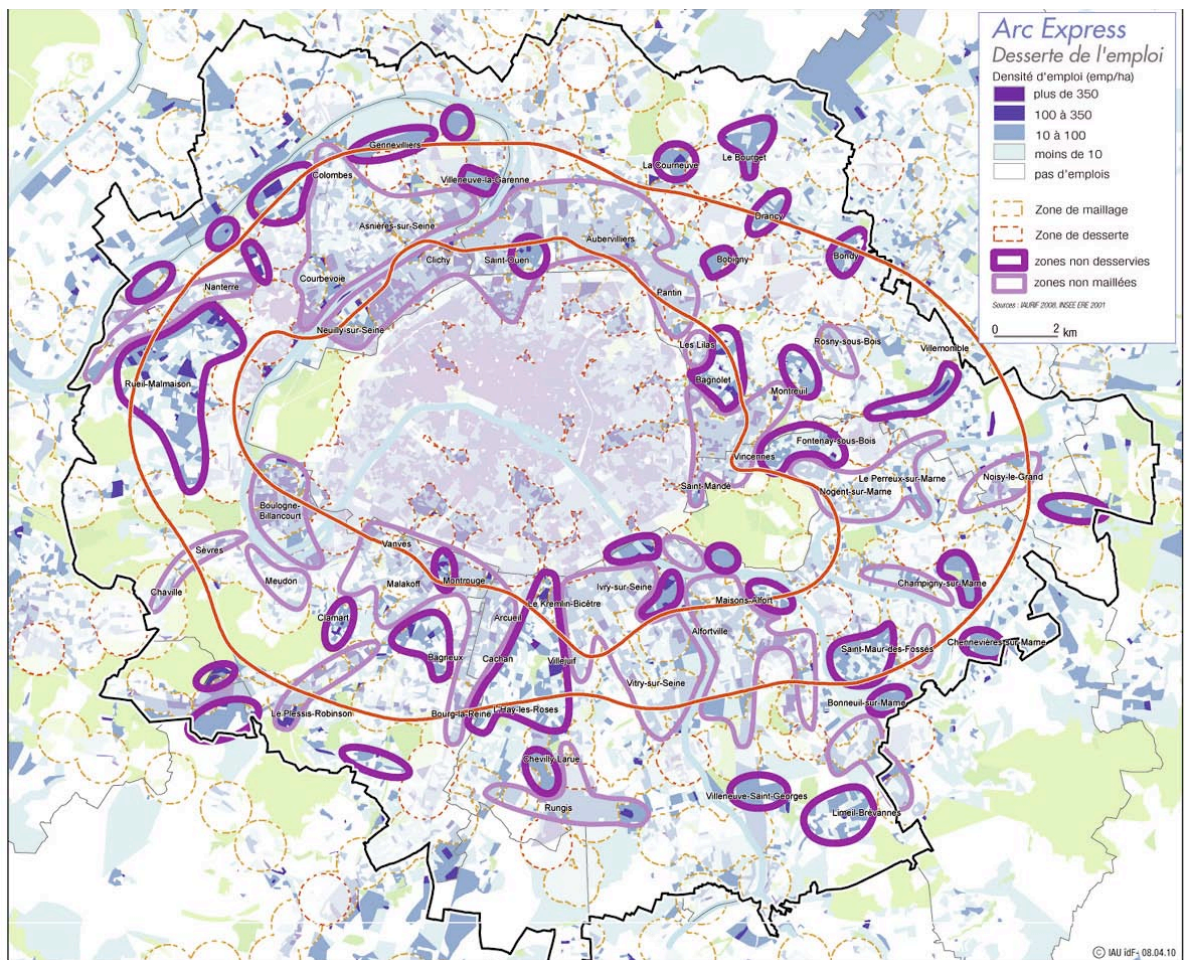 Arc Express
Desserte de l'emploi
Densité d'emploi (emp/ha)
plus de 350
100 à 350
10 à 100
moins de 10
pas d'emplois
Zone de maillage
Zone de desserte
zones non desservies
zones non maillées
Sources : IAURIF 2008, INSEE ERE 2001
0 2 km
Gennevilliers
La Courneuve
Le Bourget
Colombes
Villeneuve-la-Garenne
Drancy
Asnières-sur-Seine
Aubervilliers
Clichy
Saint-Ouen
Bobigny
Bondy
Courbevoie
Nanterre
Pantin
Neuilly-sur-Seine
Les Lilas
Rosny-sous-Bois
Villemomble
Rueil-Malmaison
Bagnolet
Montreuil
Fontenay-sous-Bois
Vincennes
Le Perreux-sur-Marne
Noisy-le-Grand
Saint-Mandé
Nogent-sur-Marne
Boulogne-
Billancourt
Vanves
Sèvres
Meudon
Malakoff
Montrouge
Ivry-sur-Seine
Champigny-sur-Marne
Chaville
Le Kremlin-Bicêtre
Maisons-Alfort
Clamart
Arcueil
Alfortville
Chennevières-sur-Marne
Saint-Maur-des-Fossés
Bagneux
Cachan
Villejuif
Vitry-sur-Seine
Bonneuil-sur-Marne
Le Plessis-Robinson
Bourg-la-Reine
L'Hay-les-Roses
Chevilly-Larue
Rungis
Villeneuve-Saint-Georges
Limeil-Brévannes
© IAU idF- 08.04.10